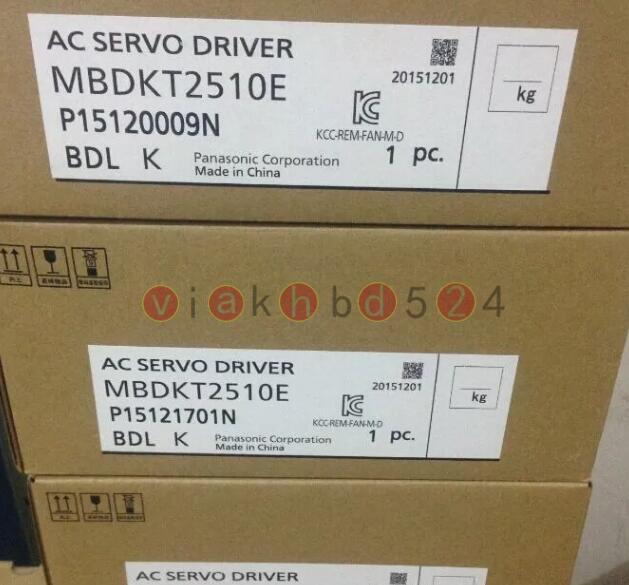 AC SERVO DRIVER
MBDKT2510E
20151201
kg
P15120009N
KCC-REM-FAN-M-D
BDL K
Panasonic Corporation
1 pc.
Made in China
viakhbd524
AC SERVO DRIVER
MBDKT2510E
20151201
kg
P15121701N
KCC-REM-FAN-M-D
BDL K
Panasonic Corporation
1 pc.
Made in China
AC SERVO DRIVER